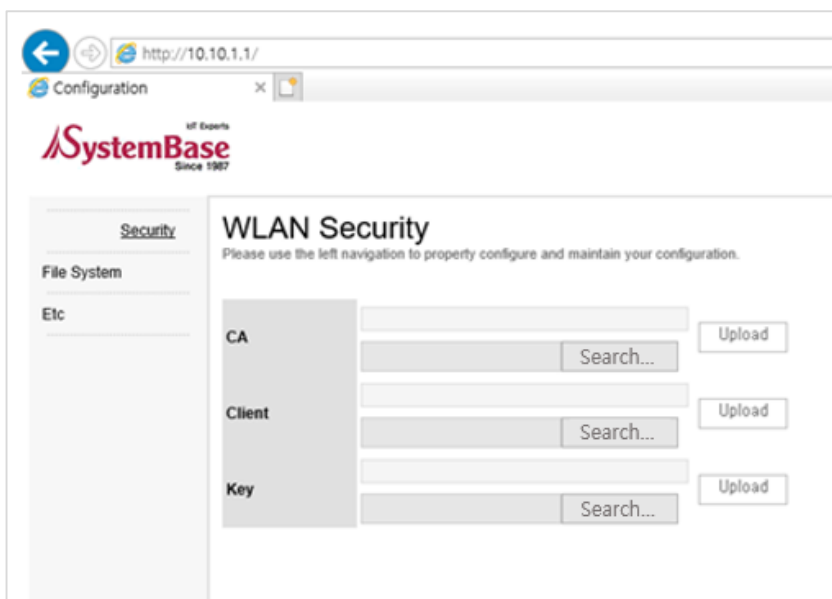 http://10.10.1.1/
Configuration
IoT Experts
SystemBase
Since 1987
Security
File System
Etc
WLAN Security
Please use the left navigation to property configure and maintain your configuration.
CA
Search...
Upload
Client
Search...
Upload
Key
Search...
Upload